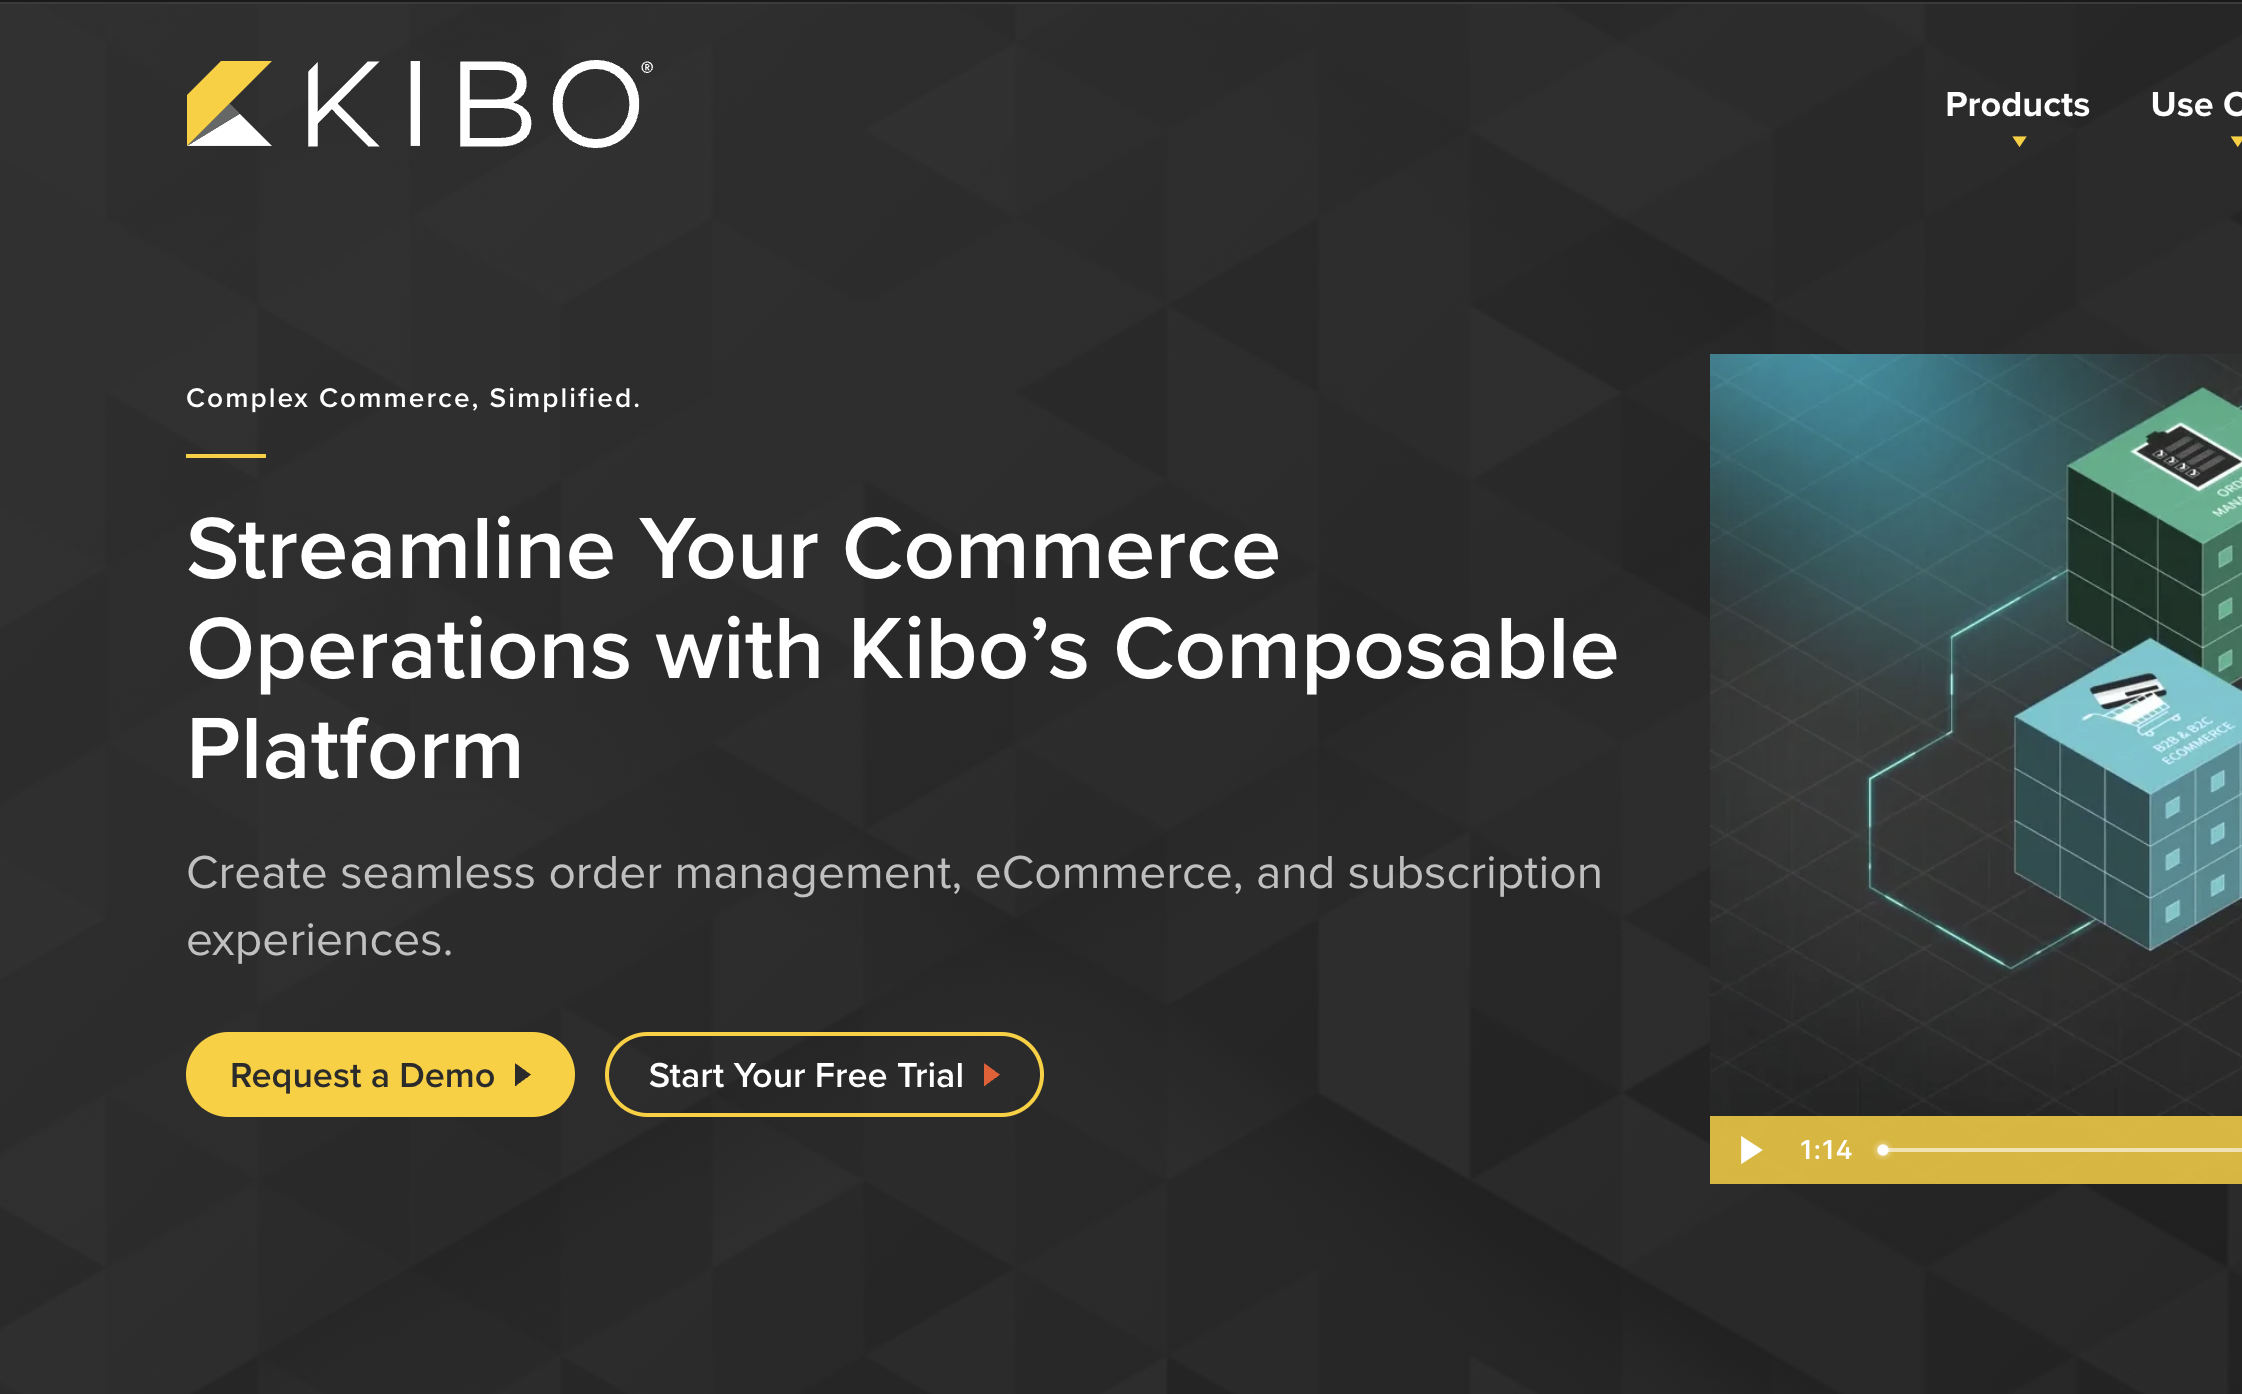 KIBO®
Products
Use
Complex Commerce, Simplified.
Streamline Your Commerce
Operations with Kibo’s Composable
Platform
Create seamless order management, eCommerce, and subscription
experiences.
Request a Demo
Start Your Free Trial
B2B & B2C
ECOMMERCE
1:14